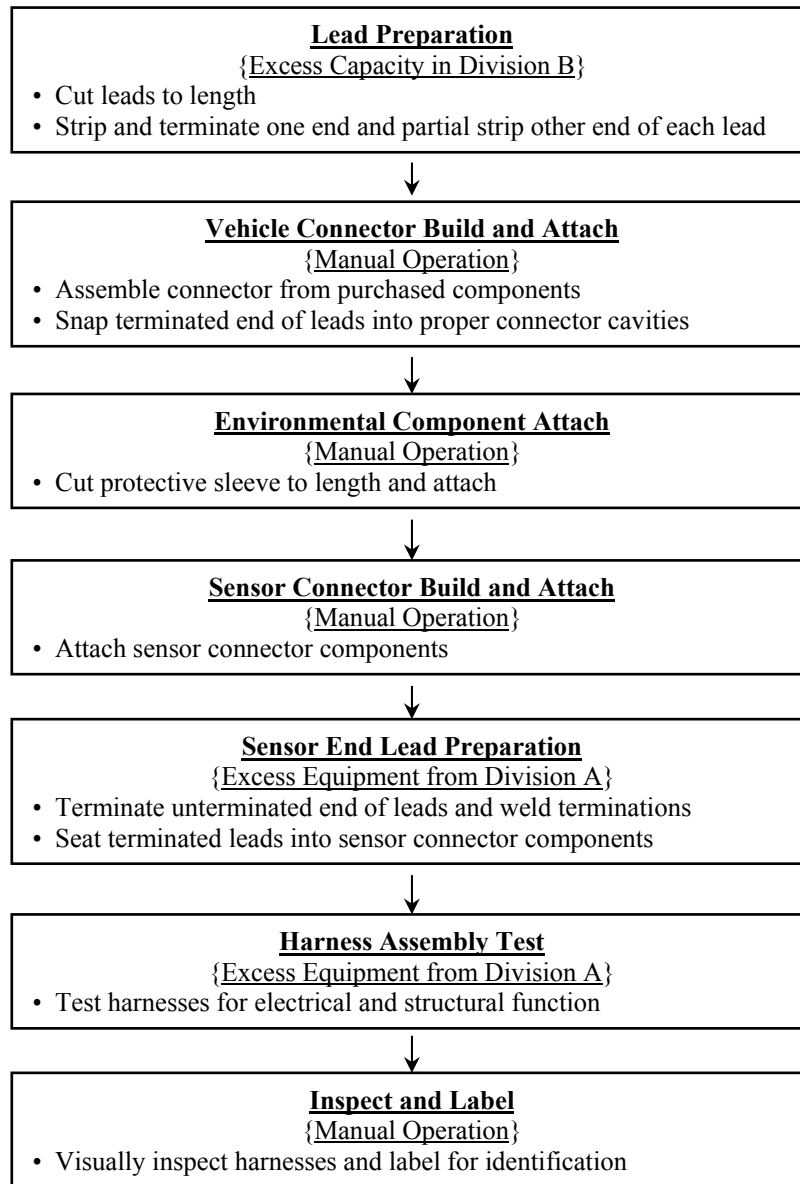 Lead Preparation
{Excess Capacity in Division B}
• Cut leads to length
• Strip and terminate one end and partial strip other end of each lead
Vehicle Connector Build and Attach
{Manual Operation}
• Assemble connector from purchased components
• Snap terminated end of leads into proper connector cavities
Environmental Component Attach
{Manual Operation}
• Cut protective sleeve to length and attach
Sensor Connector Build and Attach
{Manual Operation}
• Attach sensor connector components
Sensor End Lead Preparation
{Excess Equipment from Division A}
• Terminate unterminated end of leads and weld terminations
• Seat terminated leads into sensor connector components
Harness Assembly Test
{Excess Equipment from Division A}
• Test harnesses for electrical and structural function
Inspect and Label
{Manual Operation}
• Visually inspect harnesses and label for identification